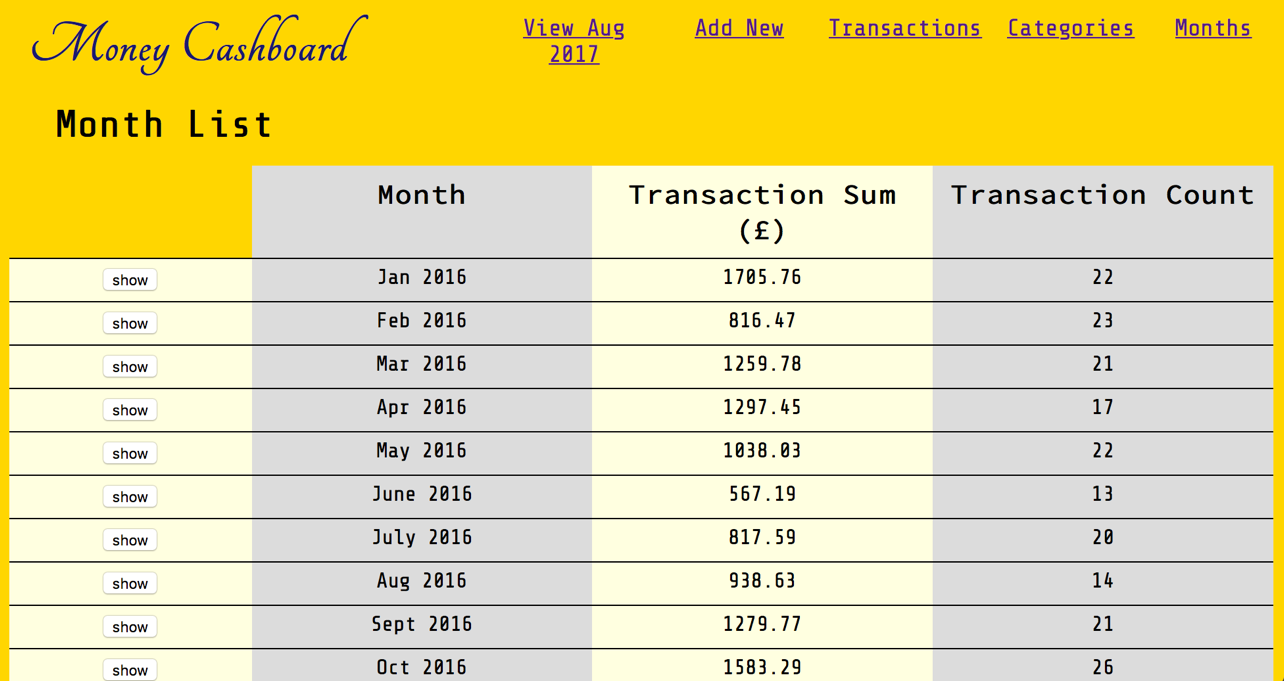 Money Cashboard
View Aug
2017
Add New
Transactions
Categories
Months
Month List
Month Transaction Sum (£) Transaction Count
show Jan 2016 1705.76 22
show Feb 2016 816.47 23
show Mar 2016 1259.78 21
show Apr 2016 1297.45 17
show May 2016 1038.03 22
show June 2016 567.19 13
show July 2016 817.59 20
show Aug 2016 938.63 14
show Sept 2016 1279.77 21
show Oct 2016 1583.29 26